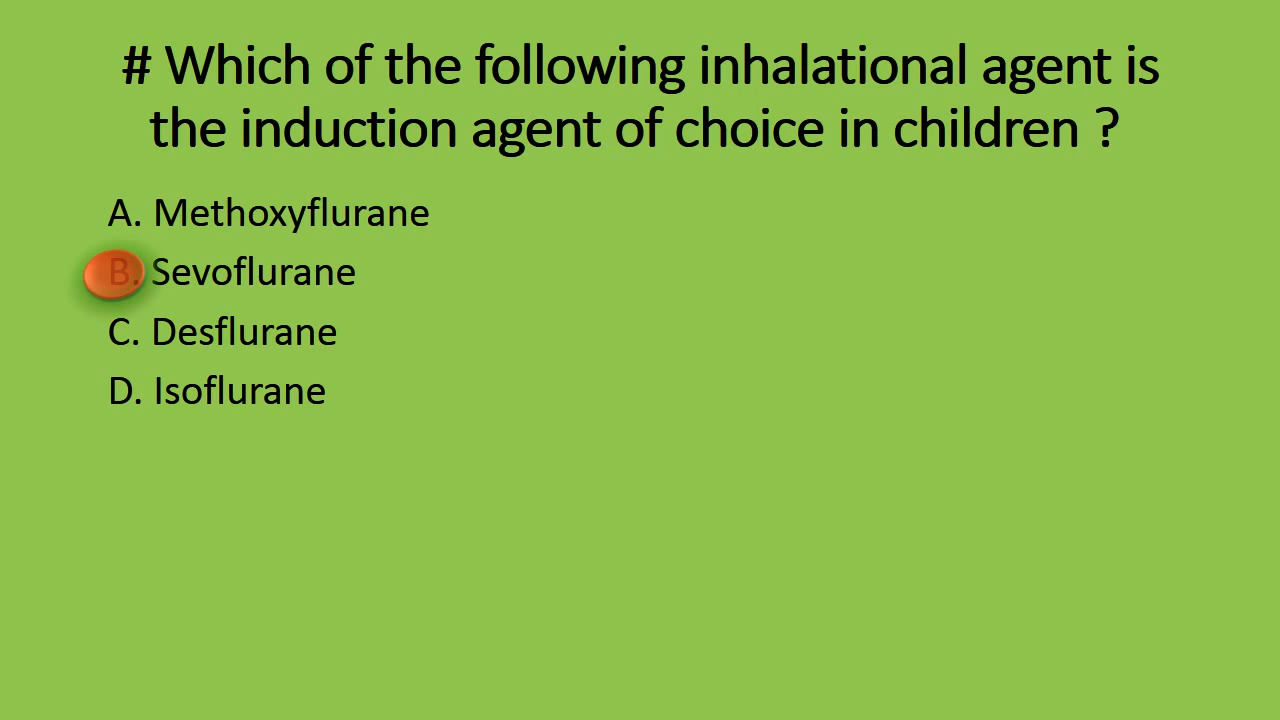 # Which of the following inhalational agent is
the induction agent of choice in children ?
A. Methoxyflurane
B. Sevoflurane
C. Desflurane
D. Isoflurane